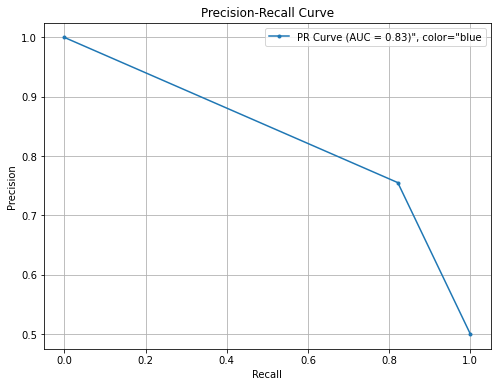 Precision-Recall Curve
PR Curve (AUC = 0.83)", color="blue
1.0
0.9
0.8
0.7
0.6
0.5
Precision
0.0 0.2 0.4 0.6 0.8 1.0
Recall